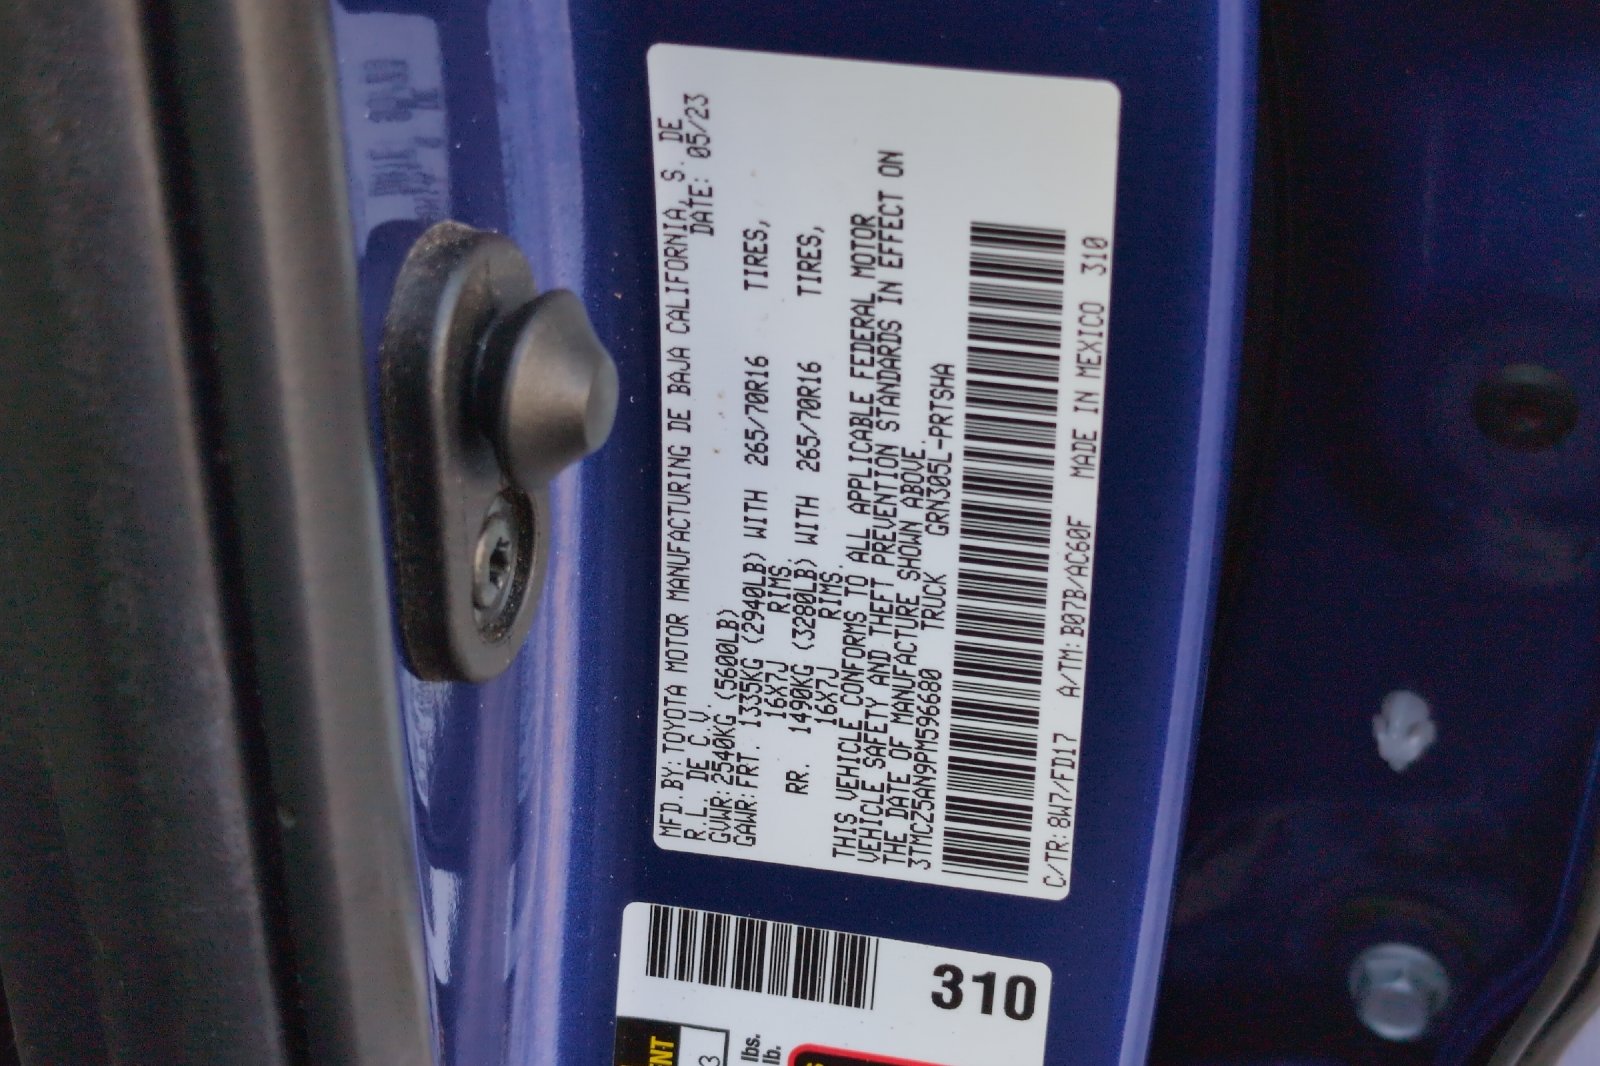 MFD.BY:TOYOTA MOTOR MANUFACTURING DE BAJA CALIFORNIA, S. DE
R.L. DE C.V. DATE: 05/23
GVWR:2540KG (5600LB)
GAWR:FRT. 1335KG (2940LB) WITH 265/70R16 TIRES,
16X7J RIMS.
RR. 1490KG (3280LB) WITH 265/70R16 TIRES,
16X7J RIMS.
THIS VEHICLE CONFORMS TO ALL APPLICABLE FEDERAL MOTOR
VEHICLE SAFETY AND THEFT PREVENTION STANDARDS IN EFFECT ON
THE DATE OF MANUFACTURE SHOWN ABOVE.
3TMCZ5AN9PM596680 TRUCK GRN305L-PRTSHA
C/TR:8W7/FD17 A/TM:B07B/AC60F MADE IN MEXICO 310
310
lbs.
lb.
3